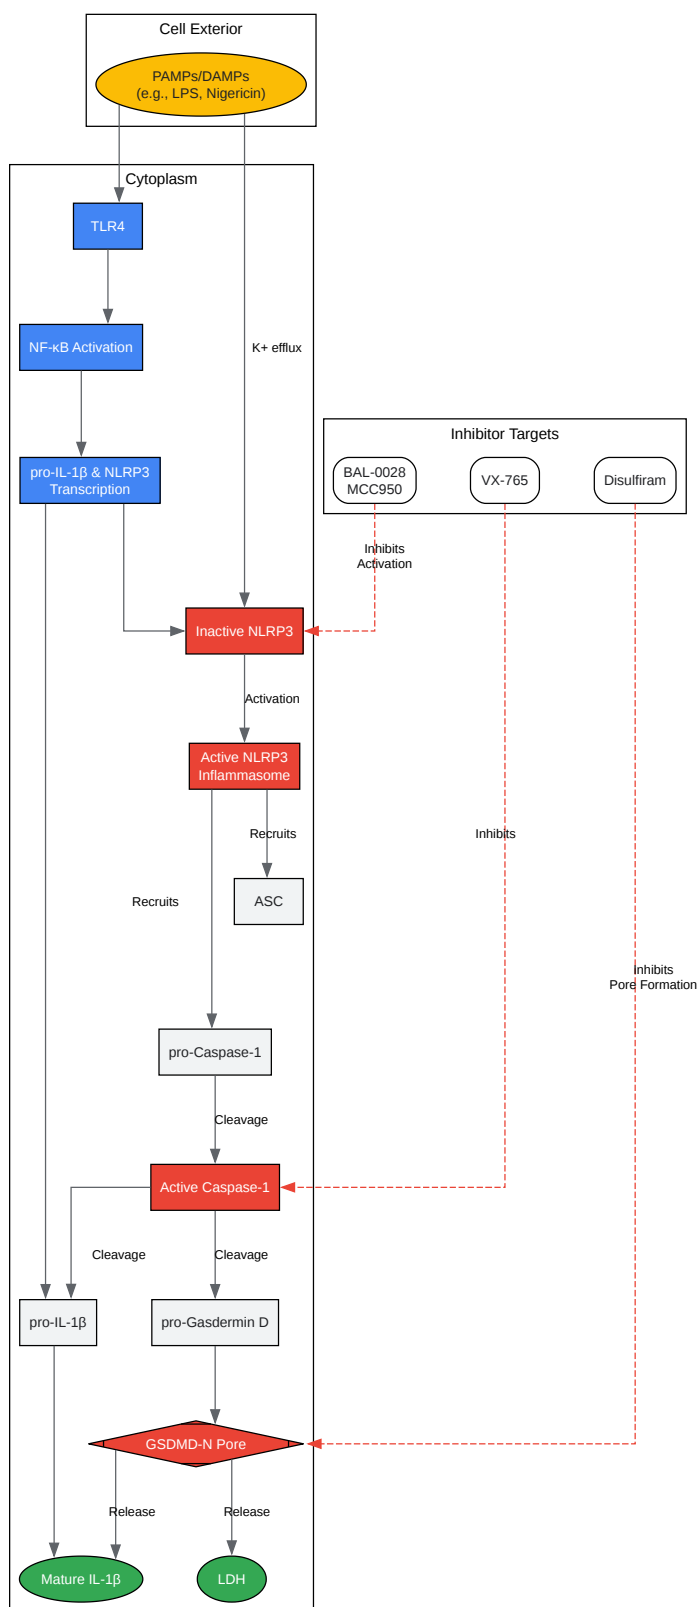 Cell Exterior
PAMPs/DAMPs
(e.g., LPS, Nigericin)
Cytoplasm
TLR4
NF-κB Activation
K+ efflux
pro-IL-1β & NLRP3
Transcription
Inhibitor Targets
BAL-0028
MCC950
VX-765
Disulfiram
Inhibits
Activation
Inactive NLRP3
Activation
Active NLRP3
Inflammasome
Recruits
Inhibits
Recruits
ASC
Inhibits
Pore Formation
pro-Caspase-1
Cleavage
Active Caspase-1
Cleavage
Cleavage
pro-IL-1β
pro-Gasdermin D
GSDMD-N Pore
Release
Release
Mature IL-1β
LDH